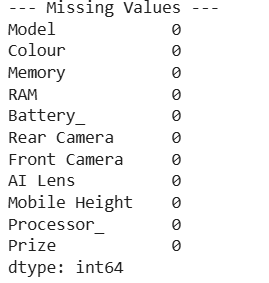 --- Missing Values ---
Model 0
Colour 0
Memory 0
RAM 0
Battery_ 0
Rear Camera 0
Front Camera 0
AI Lens 0
Mobile Height 0
Processor_ 0
Prize 0
dtype: int64